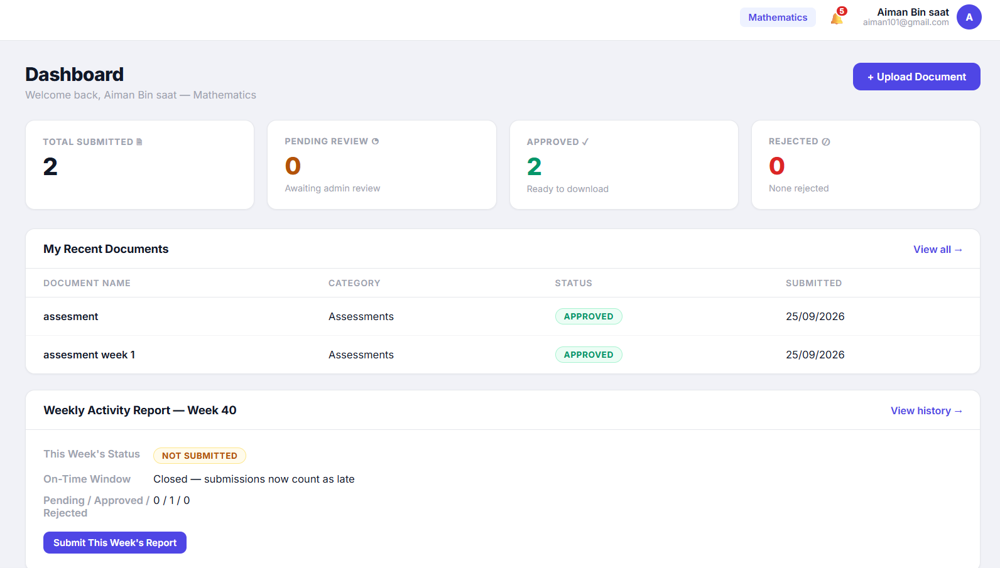 Mathematics
5
Aiman Bin saat
aiman101@gmail.com
A
Dashboard
Welcome back, Aiman Bin saat — Mathematics
+ Upload Document
TOTAL SUBMITTED
2
PENDING REVIEW
0
Awaiting admin review
APPROVED ✓
2
Ready to download
REJECTED
0
None rejected
My Recent Documents
View all →
DOCUMENT NAME CATEGORY STATUS SUBMITTED
assesment Assessments APPROVED 25/09/2026
assesment week 1 Assessments APPROVED 25/09/2026
Weekly Activity Report — Week 40
View history →
This Week's Status NOT SUBMITTED
On-Time Window Closed — submissions now count as late
Pending / Approved / 0 / 1 / 0
Rejected
Submit This Week's Report